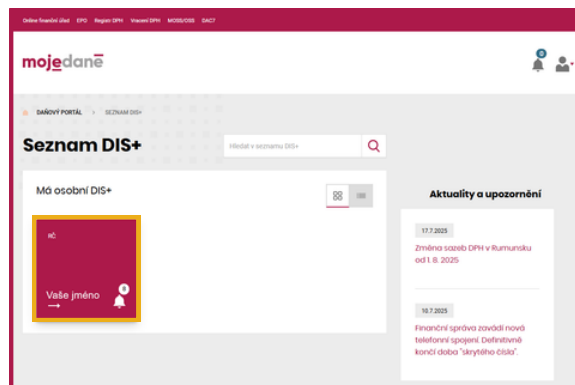 Online finanční úřad EPO Registr DPH Vracení DPH MOSS/OSS DAC7
mojedaně
0
DAŇOVÝ PORTÁL > SEZNAM DIS+
Seznam DIS+
Hledat v seznamu DIS+
Má osobní DIS+
RČ
Vaše jméno
Aktuality a upozornění
17.7.2025
Změna sazeb DPH v Rumunsku
od 1. 8. 2025
10.7.2025
Finanční správa zavádí nová
telefonní spojení. Definitivně
končí doba "skrytého čísla".